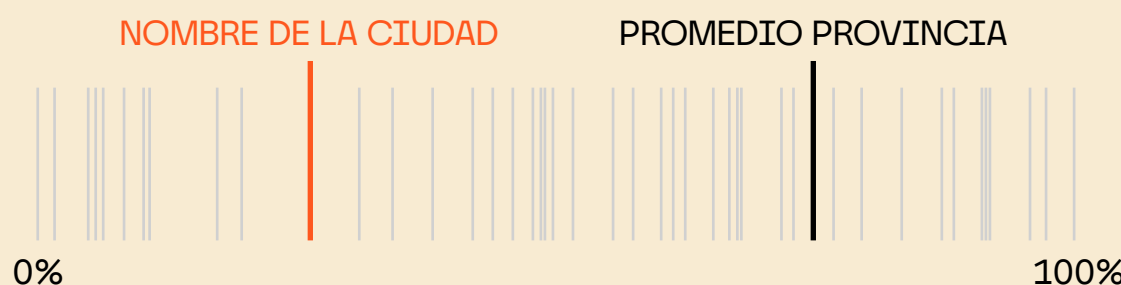 NOMBRE DE LA CIUDAD
PROMEDIO PROVINCIA
0%
100%